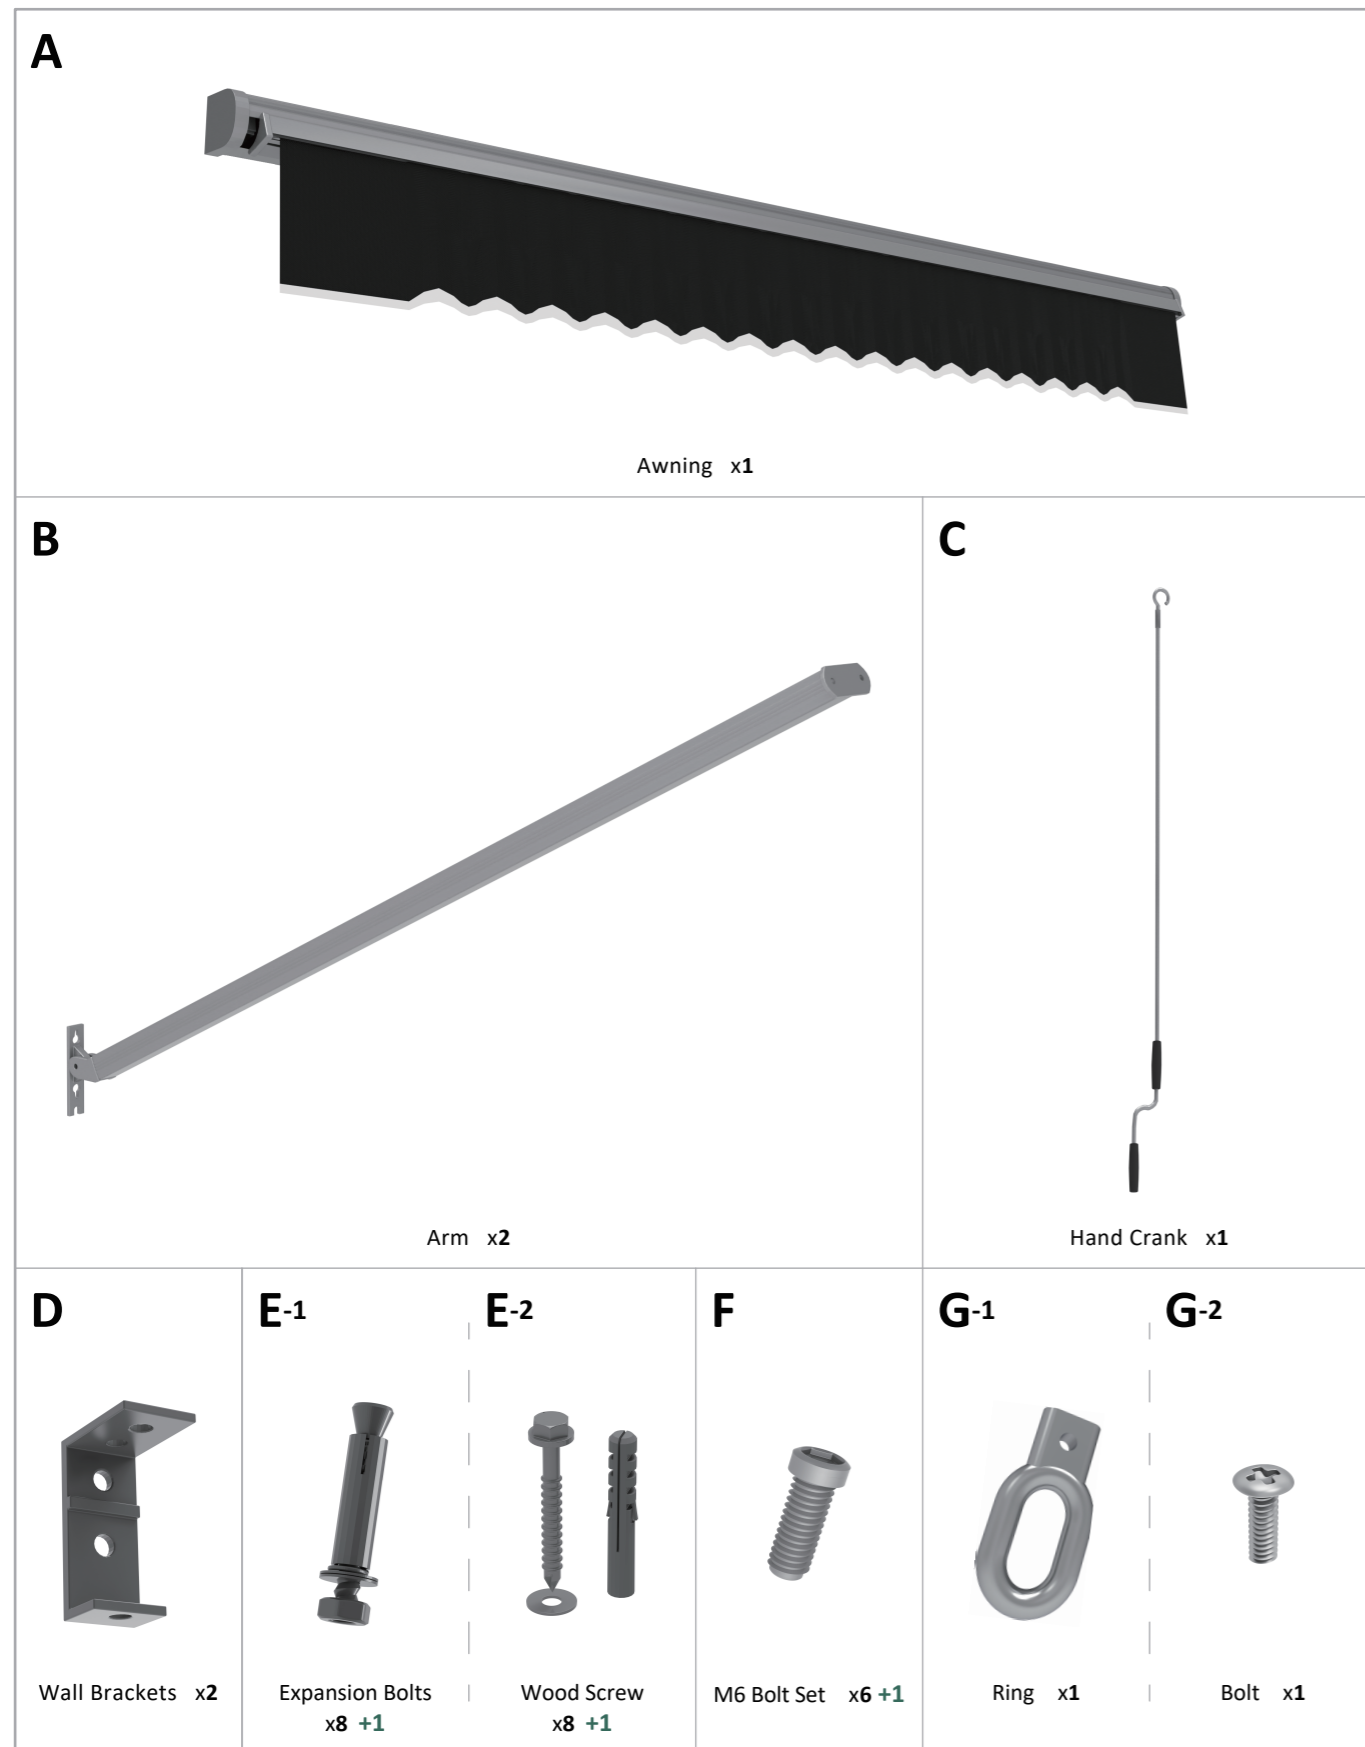 A
Awning x1
B
Arm x2
C
Hand Crank x1
D
Wall Brackets x2
E-1
Expansion Bolts
x8 +1
E-2
Wood Screw
x8 +1
F
M6 Bolt Set x6 +1
G-1
Ring x1
G-2
Bolt x1